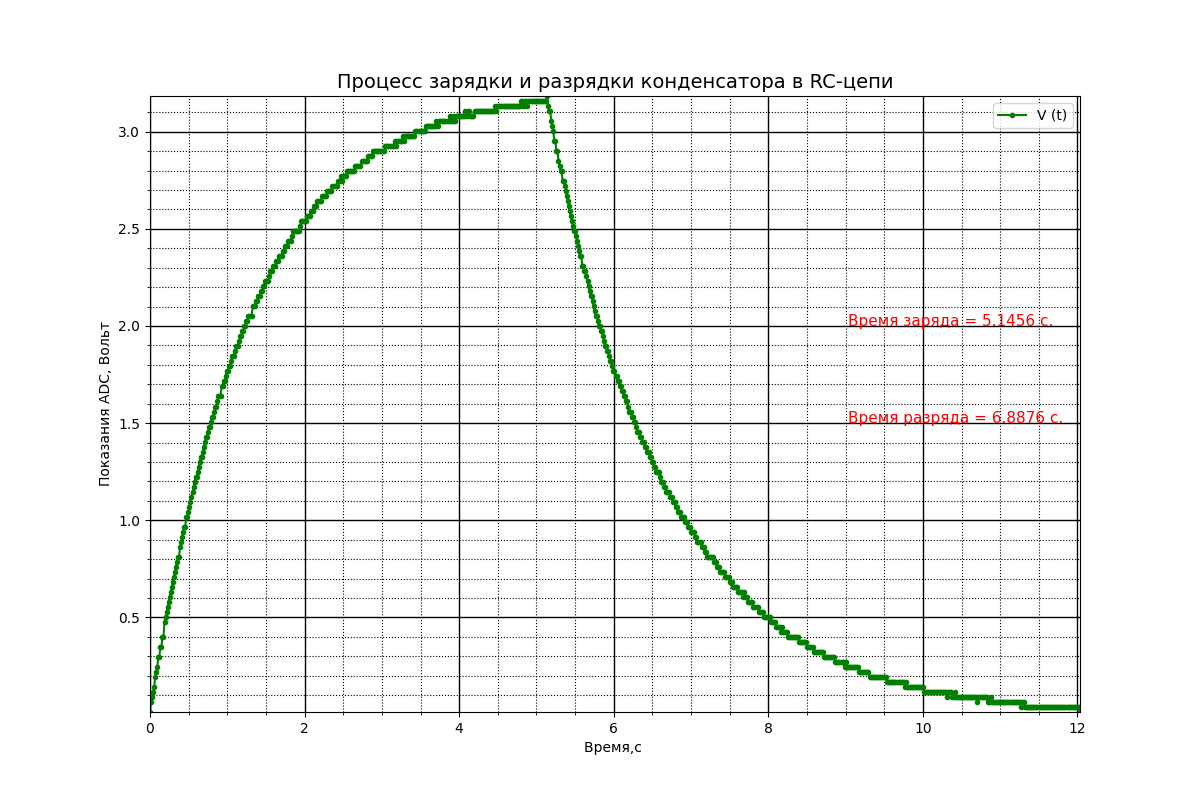 Процесс зарядки и разрядки конденсатора в RC-цепи
V (t)
3.0
2.5
2.0
1.5
1.0
0.5
Показания ADC, Вольт
Время заряда = 5.1456 с.
Время разряда = 6.8876 с.
0 2 4 6 8 10 12
Время,с